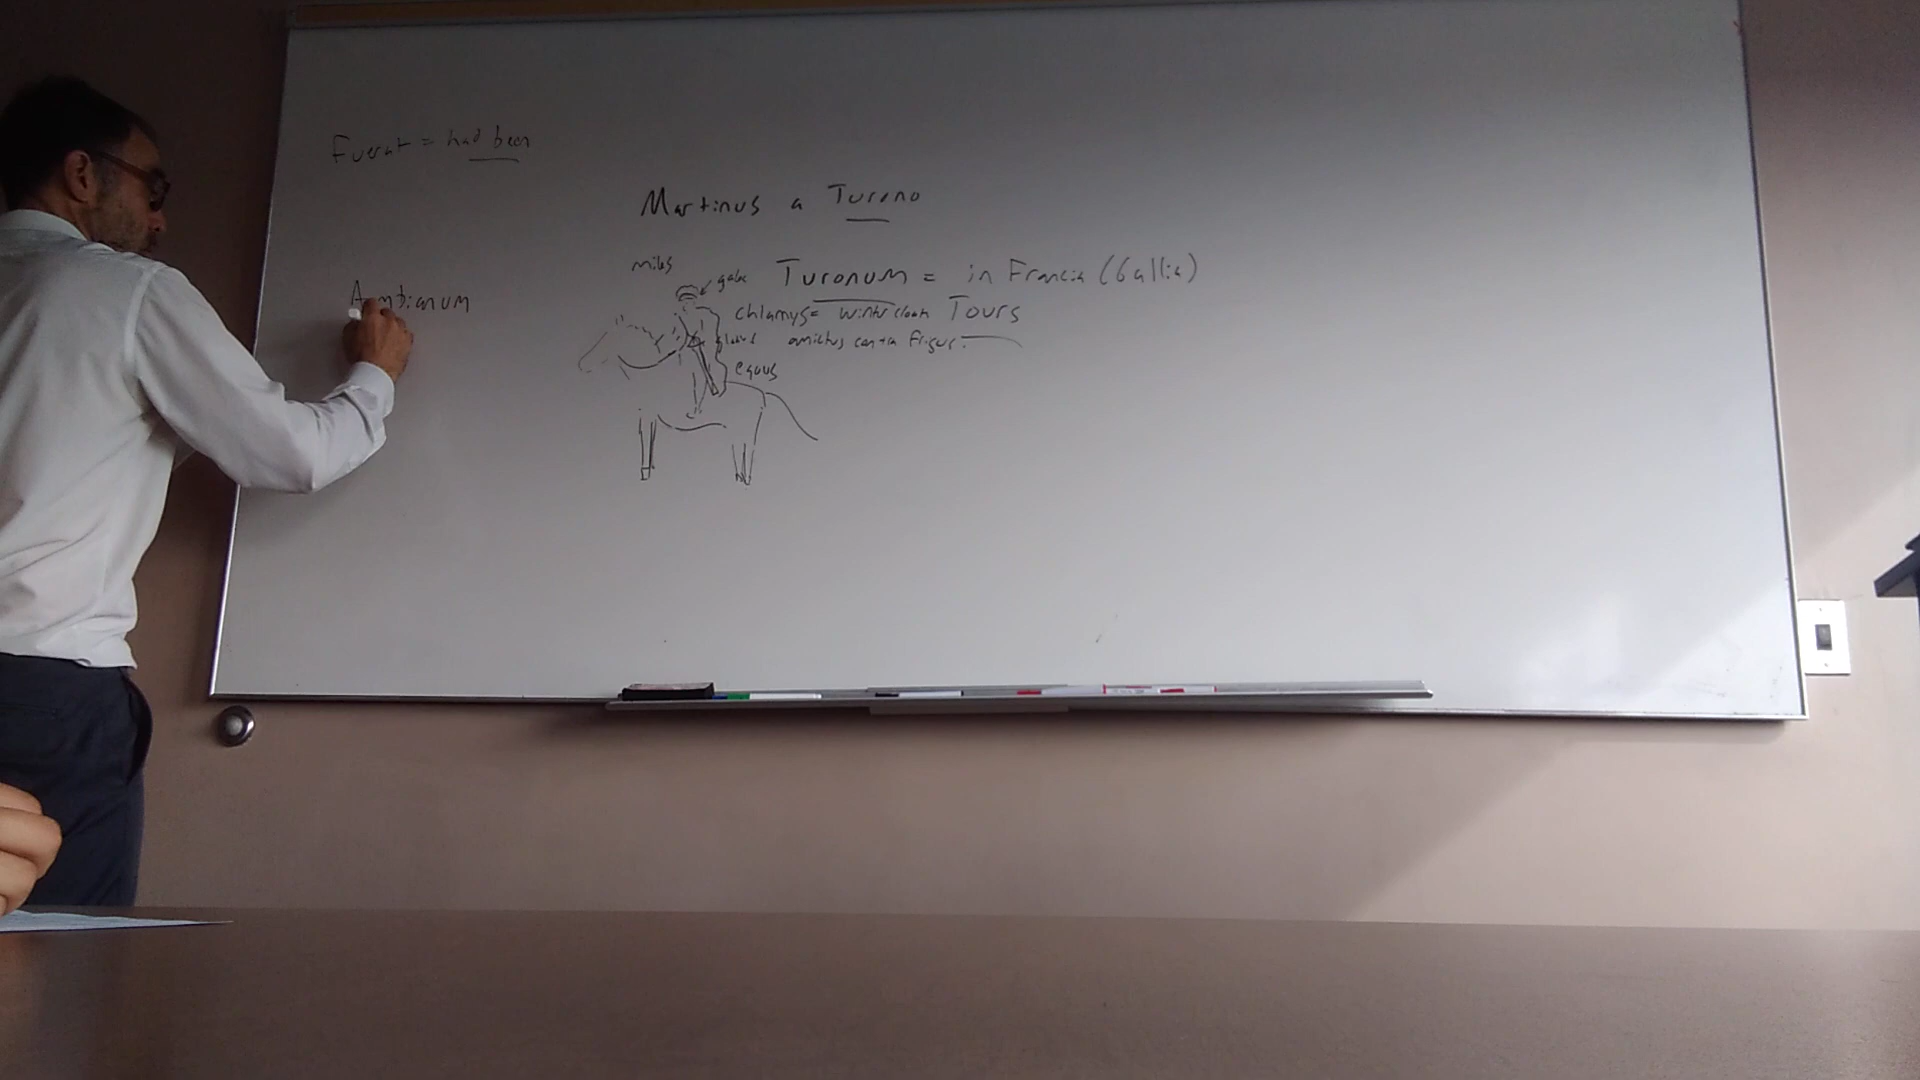 Fuerat = had been
Martinus a Turono
miles
galea
Turonum = in Francia (Gallia)
chlamys = winter cloak Tours
amictus contra frigus.
equus
Ambianum